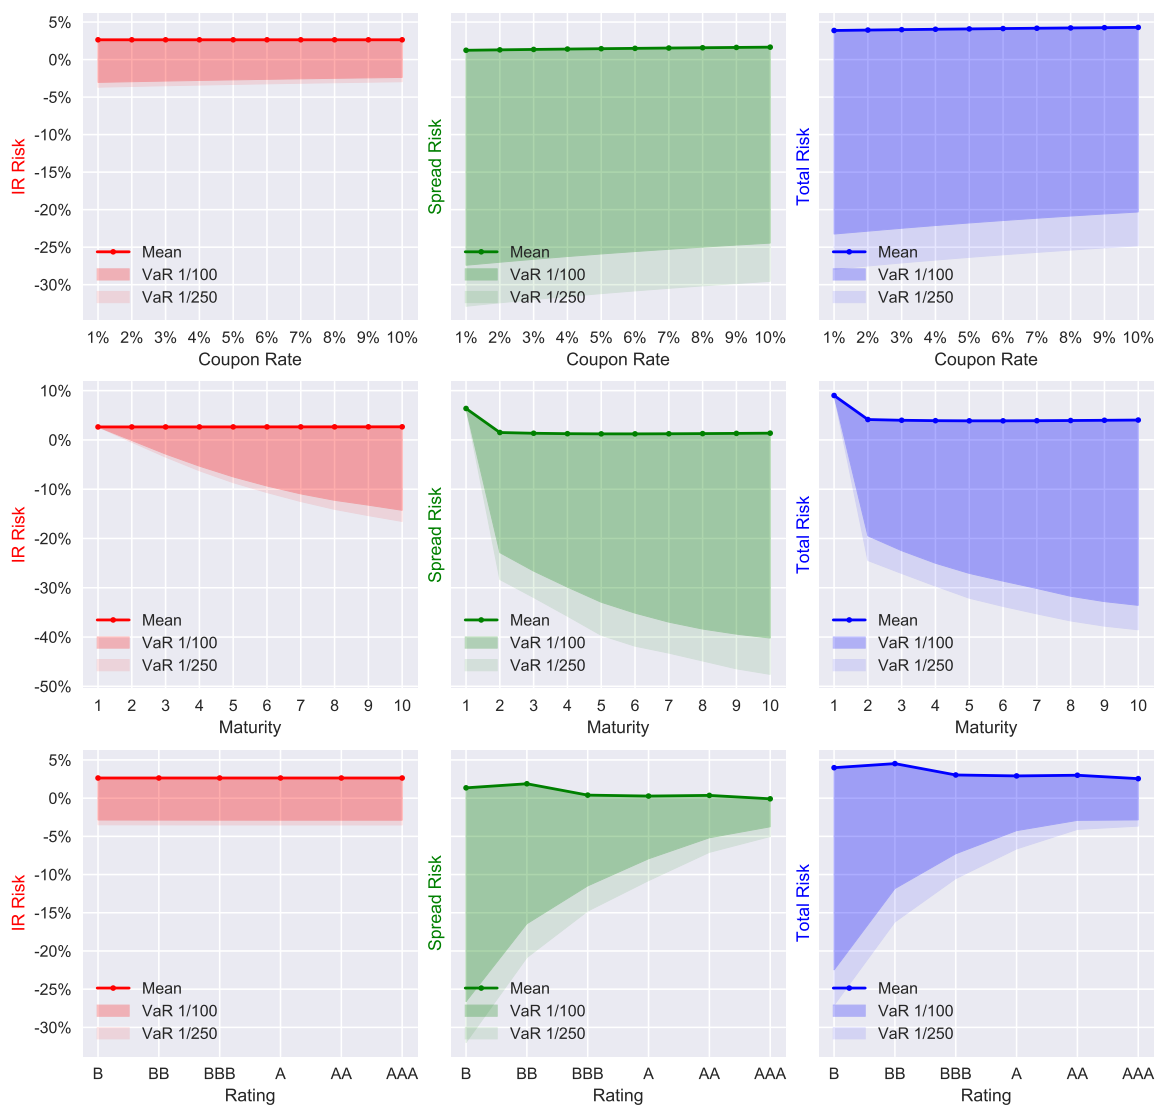 5%
0%
-5%
-10%
-15%
-20%
-25%
-30%
IR Risk
Mean
VaR 1/100
VaR 1/250
1% 2% 3% 4% 5% 6% 7% 8% 9% 10%
Coupon Rate
Spread Risk
Mean
VaR 1/100
VaR 1/250
1% 2% 3% 4% 5% 6% 7% 8% 9% 10%
Coupon Rate
Total Risk
Mean
VaR 1/100
VaR 1/250
1% 2% 3% 4% 5% 6% 7% 8% 9% 10%
Coupon Rate
10%
0%
-10%
-20%
-30%
-40%
-50%
IR Risk
Mean
VaR 1/100
VaR 1/250
1 2 3 4 5 6 7 8 9 10
Maturity
Spread Risk
Mean
VaR 1/100
VaR 1/250
1 2 3 4 5 6 7 8 9 10
Maturity
Total Risk
Mean
VaR 1/100
VaR 1/250
1 2 3 4 5 6 7 8 9 10
Maturity
5%
0%
-5%
-10%
-15%
-20%
-25%
-30%
IR Risk
Mean
VaR 1/100
VaR 1/250
B BB BBB A AA AAA
Rating
Spread Risk
Mean
VaR 1/100
VaR 1/250
B BB BBB A AA AAA
Rating
Total Risk
Mean
VaR 1/100
VaR 1/250
B BB BBB A AA AAA
Rating